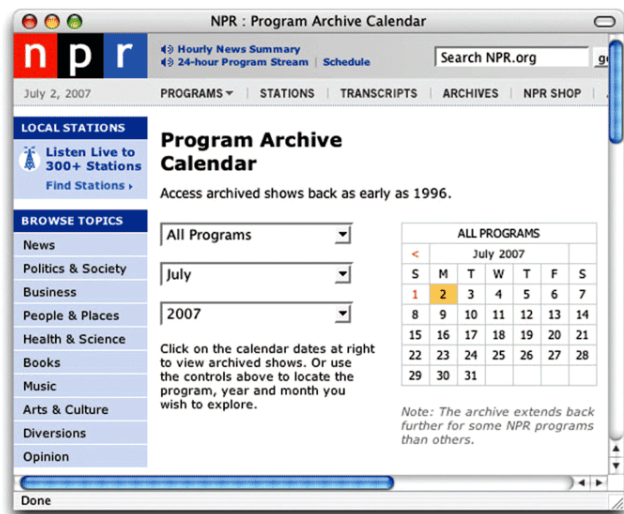 NPR : Program Archive Calendar
npr
Hourly News Summary
24-hour Program Stream | Schedule
Search NPR.org
July 2, 2007
PROGRAMS | STATIONS | TRANSCRIPTS | ARCHIVES | NPR SHOP
LOCAL STATIONS
Listen Live to
300+ Stations
Find Stations ›
BROWSE TOPICS
News
Politics & Society
Business
People & Places
Health & Science
Books
Music
Arts & Culture
Diversions
Opinion
Program Archive
Calendar
Access archived shows back as early as 1996.
All Programs
July
2007
Click on the calendar dates at right
to view archived shows. Or use
the controls above to locate the
program, year and month you
wish to explore.
ALL PROGRAMS
< July 2007
S M T W T F S
1 2 3 4 5 6 7
8 9 10 11 12 13 14
15 16 17 18 19 20 21
22 23 24 25 26 27 28
29 30 31
Note: The archive extends back
further for some NPR programs
than others.
Done